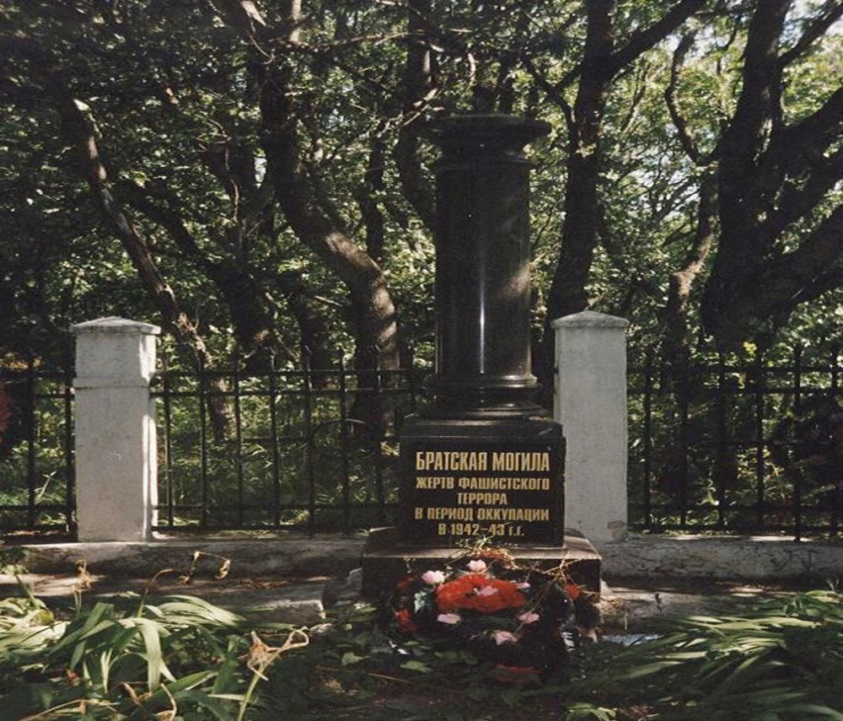 БРАТСКАЯ МОГИЛА
ЖЕРТВ ФАШИСТСКОГО
ТЕРРОРА
В ПЕРИОД ОККУПАЦИИ
В 1942-43 Г.Г.